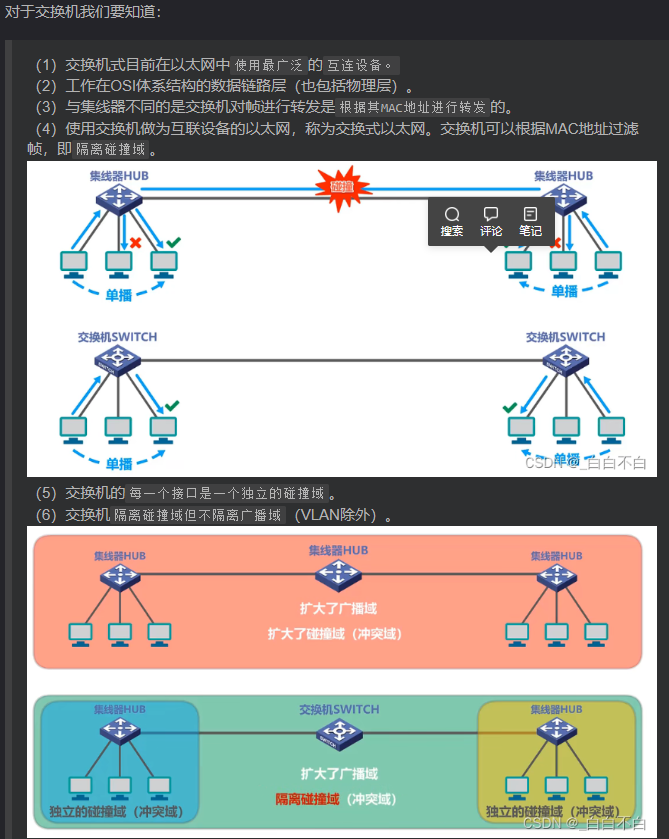 对于交换机我们要知道：
（1）交换机式目前在以太网中使用最广泛的互连设备。
（2）工作在OSI体系结构的数据链路层（也包括物理层）。
（3）与集线器不同的是交换机对帧进行转发是根据其MAC地址进行转发的。
（4）使用交换机做为互联设备的以太网，称为交换式以太网。交换机可以根据MAC地址过滤
帧，即隔离碰撞域。
集线器HUB
碰撞
集线器HUB
搜索 评论 笔记
单播
单播
交换机SWITCH
交换机SWITCH
单播
单播
CSDN @_白白不白
（5）交换机的每一个接口是一个独立的碰撞域。
（6）交换机隔离碰撞域但不隔离广播域（VLAN除外）。
集线器HUB
集线器HUB
集线器HUB
扩大了广播域
扩大了碰撞域（冲突域）
集线器HUB
交换机SWITCH
集线器HUB
扩大了广播域
隔离碰撞域（冲突域）
独立的碰撞域（冲突域）
独立的碰撞域（冲突域）
CSDN @_白白不白